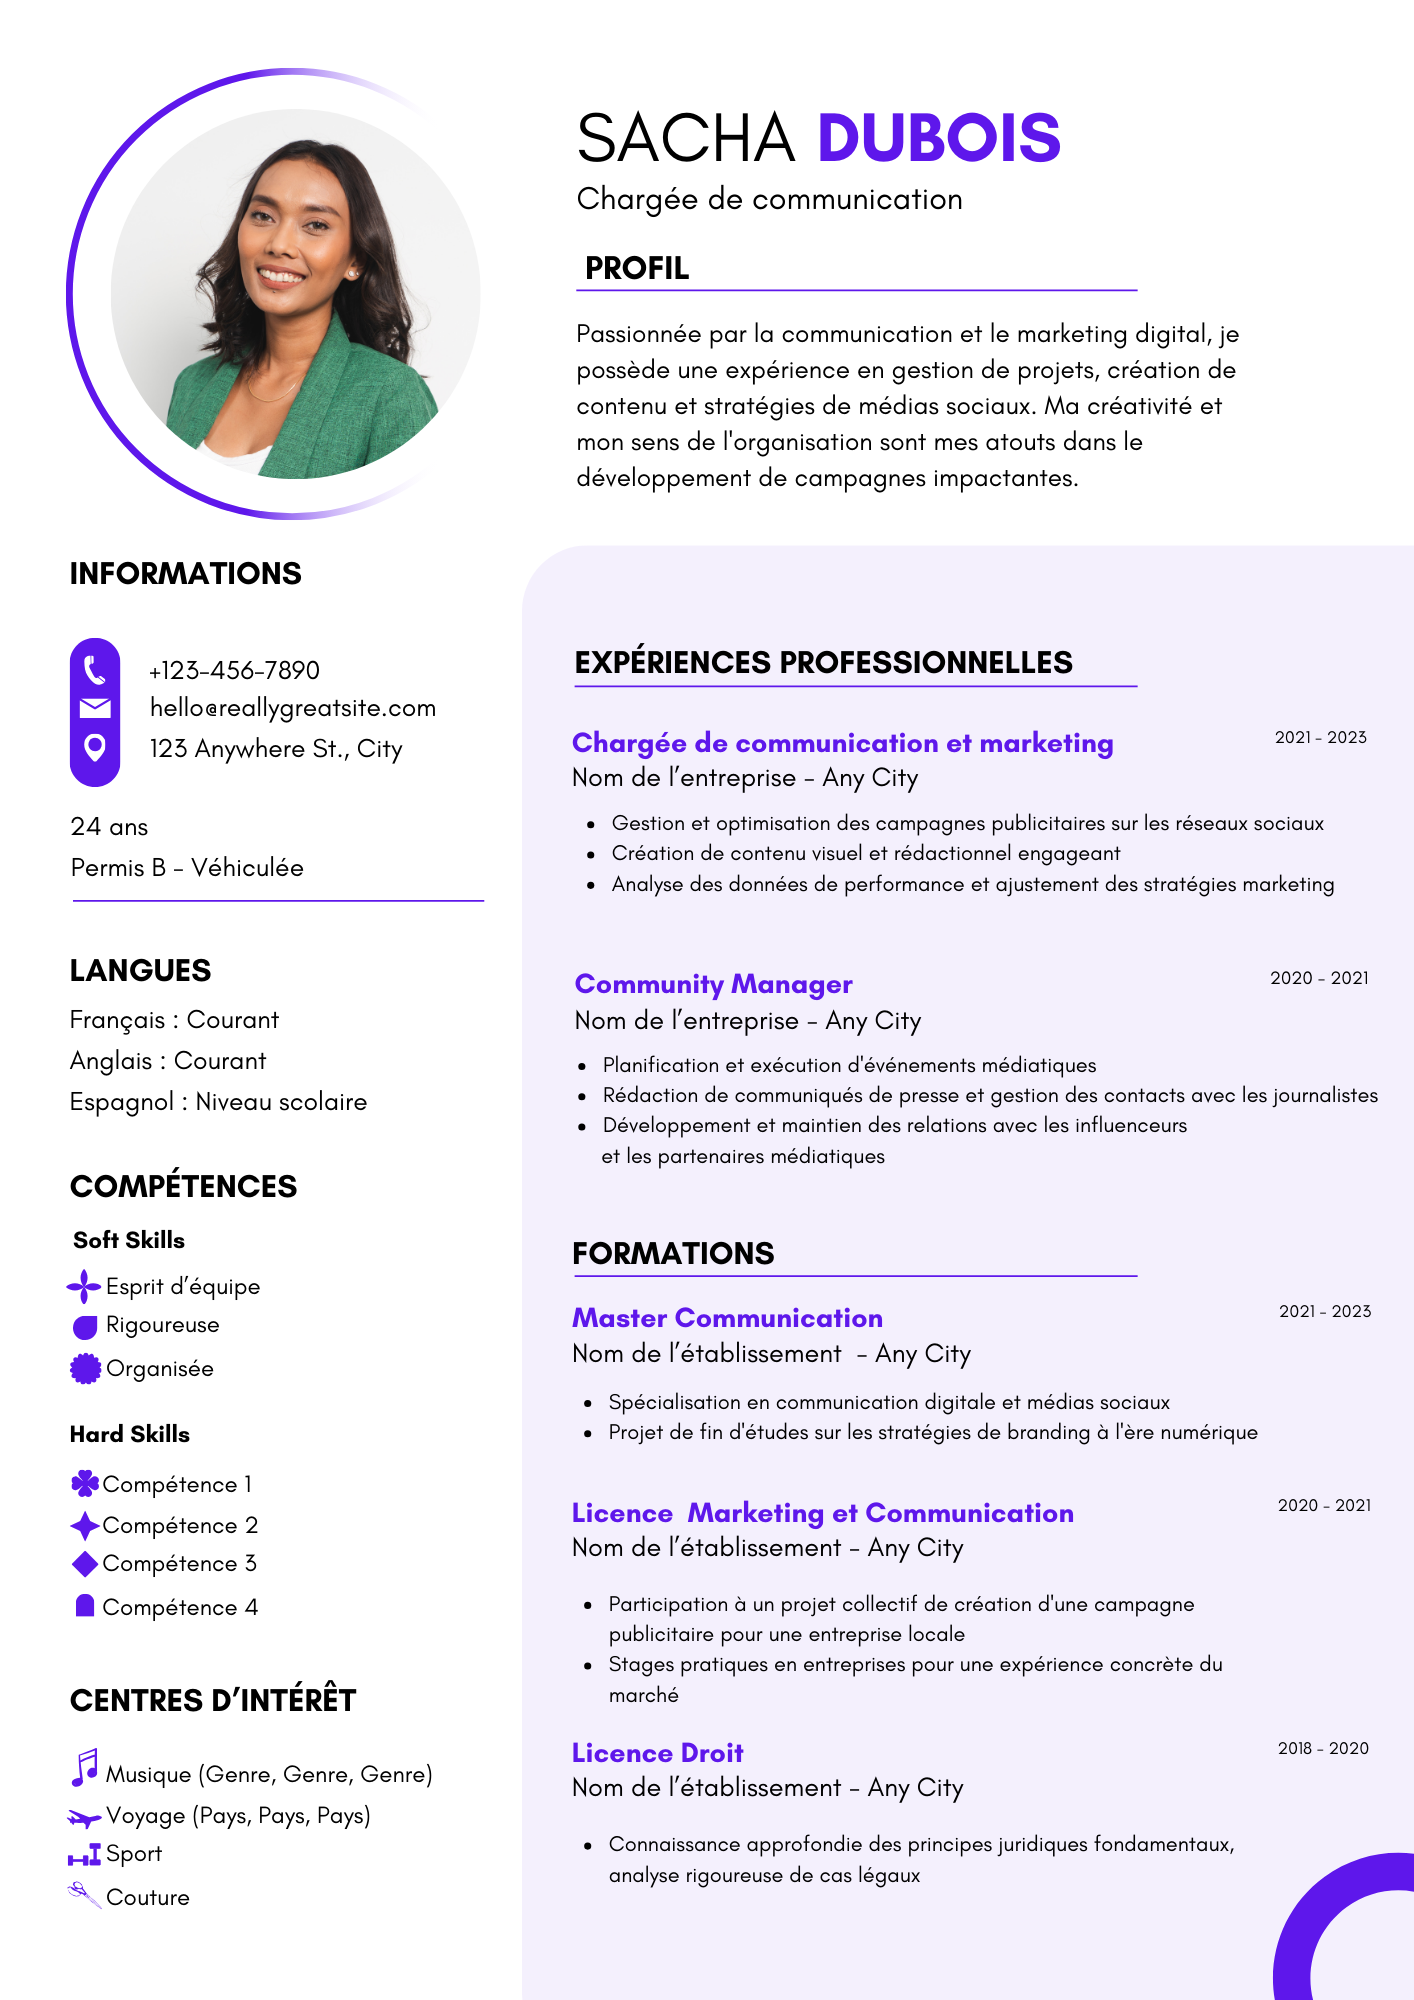 SACHA DUBOIS
Chargée de communication
PROFIL
Passionnée par la communication et le marketing digital, je
possède une expérience en gestion de projets, création de
contenu et stratégies de médias sociaux. Ma créativité et
mon sens de l'organisation sont mes atouts dans le
développement de campagnes impactantes.
INFORMATIONS
+123-456-7890
hello@reallygreatsite.com
123 Anywhere St., City
24 ans
Permis B - Véhiculée
LANGUES
Français : Courant
Anglais : Courant
Espagnol : Niveau scolaire
COMPÉTENCES
Soft Skills
Esprit d’équipe
Rigoureuse
Organisée
Hard Skills
Compétence 1
Compétence 2
Compétence 3
Compétence 4
CENTRES D’INTÉRÊT
Musique (Genre, Genre, Genre)
Voyage (Pays, Pays, Pays)
Sport
Couture
EXPÉRIENCES PROFESSIONNELLES
Chargée de communication et marketing 2021 - 2023
Nom de l’entreprise - Any City
• Gestion et optimisation des campagnes publicitaires sur les réseaux sociaux
• Création de contenu visuel et rédactionnel engageant
• Analyse des données de performance et ajustement des stratégies marketing
Community Manager 2020 - 2021
Nom de l’entreprise - Any City
• Planification et exécution d'événements médiatiques
• Rédaction de communiqués de presse et gestion des contacts avec les journalistes
• Développement et maintien des relations avec les influenceurs
et les partenaires médiatiques
FORMATIONS
Master Communication 2021 - 2023
Nom de l’établissement  - Any City
• Spécialisation en communication digitale et médias sociaux
• Projet de fin d'études sur les stratégies de branding à l'ère numérique
Licence  Marketing et Communication 2020 - 2021
Nom de l’établissement - Any City
• Participation à un projet collectif de création d'une campagne
publicitaire pour une entreprise locale
• Stages pratiques en entreprises pour une expérience concrète du
marché
Licence Droit 2018 - 2020
Nom de l’établissement - Any City
• Connaissance approfondie des principes juridiques fondamentaux,
analyse rigoureuse de cas légaux